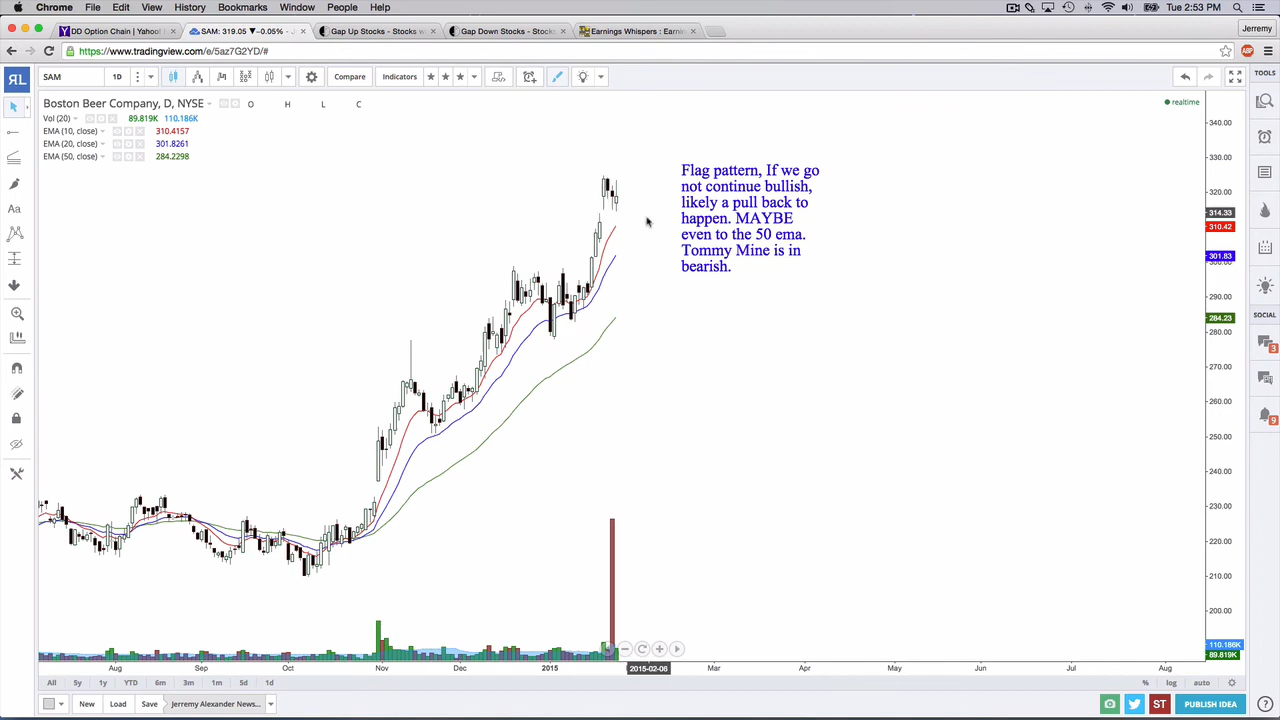 Chrome File Edit View History Bookmarks Window People Help Tue 2:53 PM
DD Option Chain | Yahoo! SAM: 319.05 ▼−0.05% · J Gap Up Stocks - Stocks w Gap Down Stocks - Stocks Earnings Whispers : Earn Jerremy
https://www.tradingview.com/e/5az7G2YD/#
SAM 1D Compare Indicators TOOLS
Boston Beer Company, D, NYSE O H L C realtime
Vol (20) 89.819K 110.186K
EMA (10, close) 310.4157
EMA (20, close) 301.8261
EMA (50, close) 284.2298
Flag pattern, If we go
not continue bullish,
likely a pull back to
happen. MAYBE
even to the 50 ema.
Tommy Mine is in
bearish.
340.00
330.00
320.00
314.33
310.42
301.83
290.00
284.23
280.00
270.00
260.00
250.00
240.00
230.00
220.00
210.00
200.00
110.186K
89.819K
SOCIAL
3
9
Aug Sep Oct Nov Dec 2015 2015-02-06 Mar Apr May Jun Jul Aug
All 5y 1y YTD 6m 3m 1m 5d 1d % log auto
New Load Save Jerremy Alexander News... ST PUBLISH IDEA